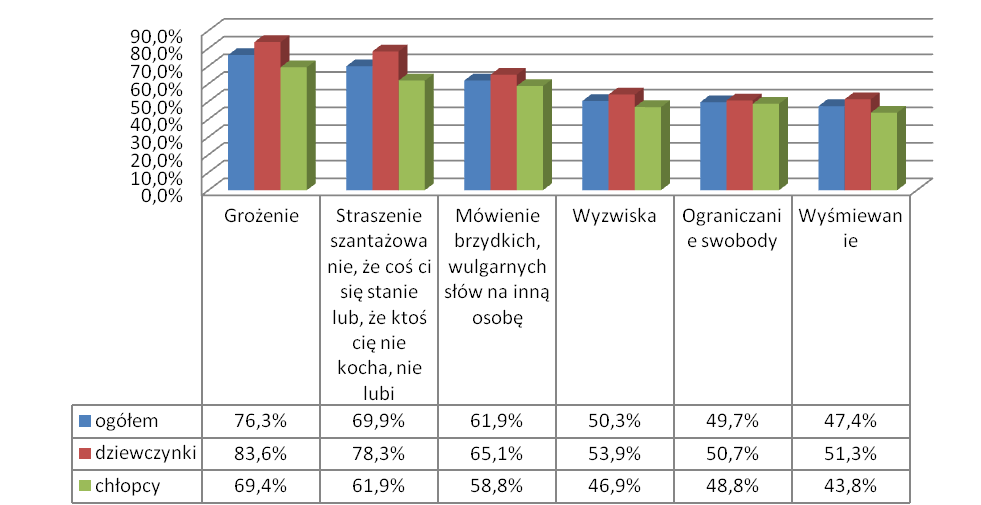 90,0%
80,0%
70,0%
60,0%
50,0%
40,0%
30,0%
20,0%
10,0%
0,0%
Grożenie
Straszenie
szantażowa
nie, że coś ci
się stanie
lub, że ktoś
cię nie
kocha, nie
lubi
Mówienie
brzydkich,
wulgarnych
słów na inną
osobę
Wyzwiska
Ograniczani
e swobody
Wyśmiewan
ie
ogółem 76,3% 69,9% 61,9% 50,3% 49,7% 47,4%
dziewczynki 83,6% 78,3% 65,1% 53,9% 50,7% 51,3%
chłopcy 69,4% 61,9% 58,8% 46,9% 48,8% 43,8%